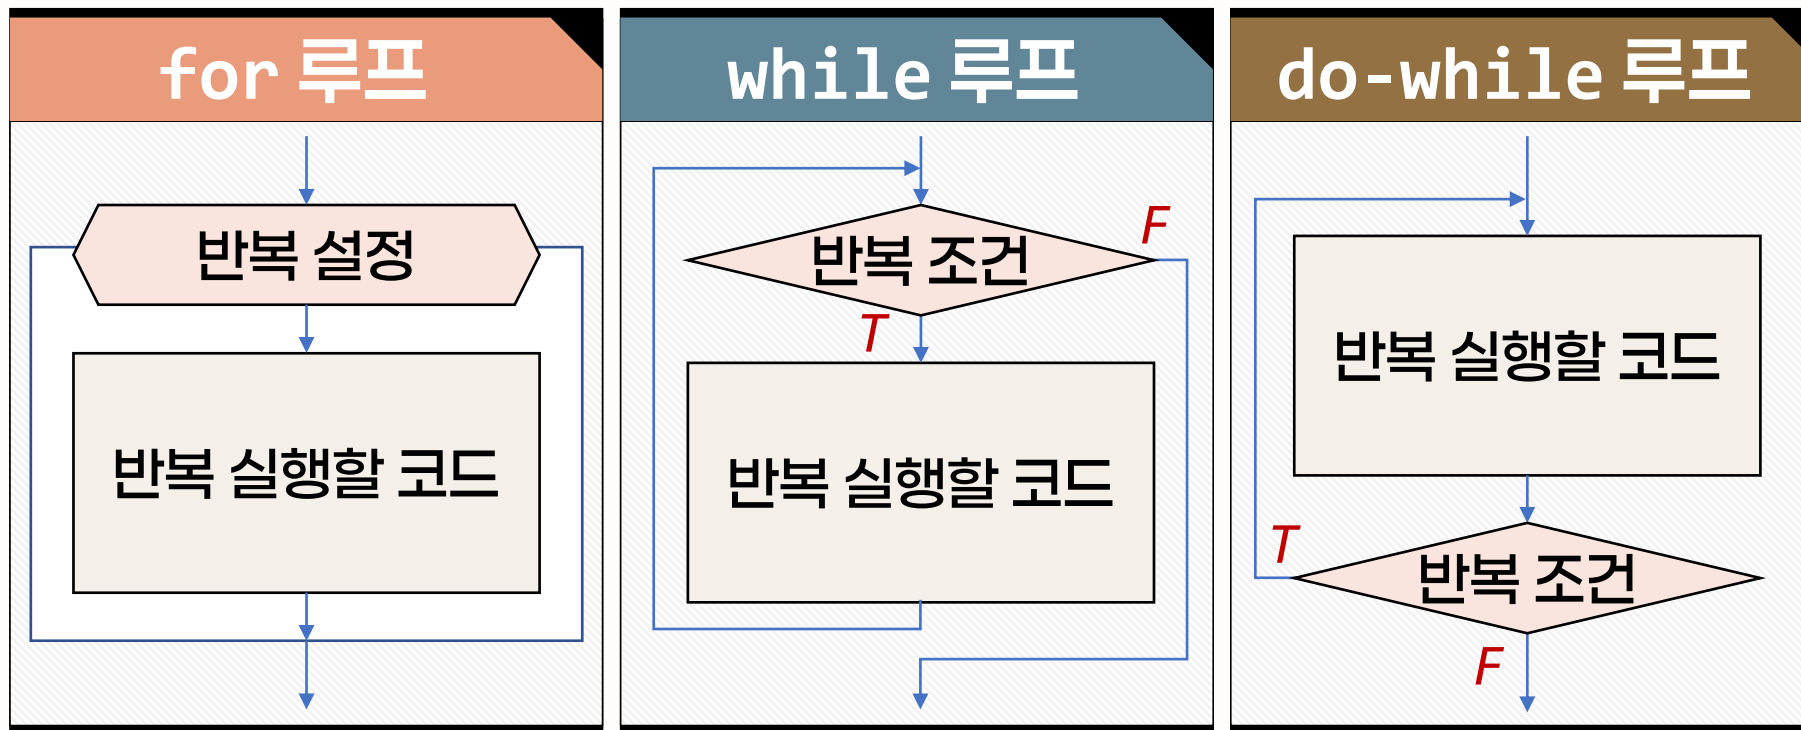 for 루프
반복 설정
반복 실행할 코드
while 루프
반복 조건
F
T
반복 실행할 코드
do-while 루프
반복 실행할 코드
T
반복 조건
F